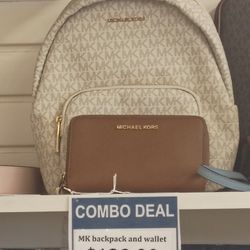 MICHAEL KORS
MICHAEL KORS
COMBO DEAL
MK backpack and wallet